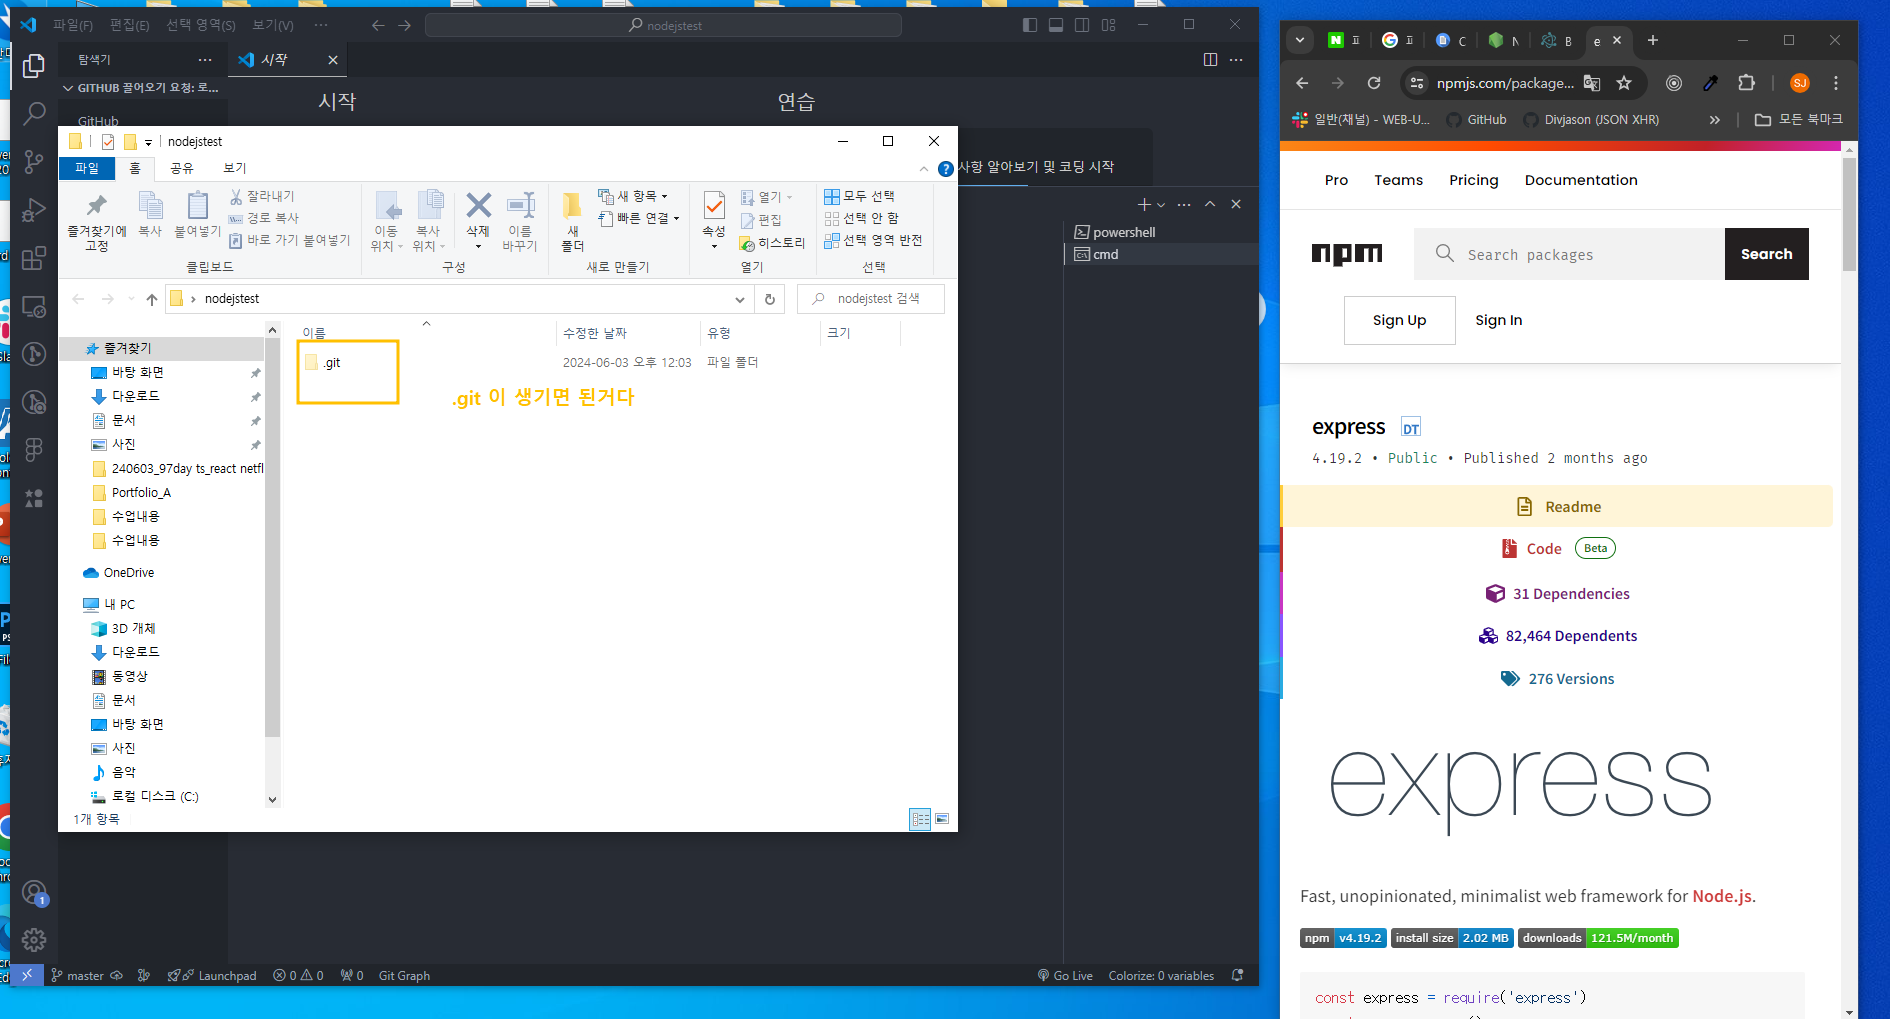 파일(F) 편집(E) 선택 영역(S) 보기(V) ··· nodejstest
탐색기 ···
시작
GITHUB 끌어오기 요청: 로...
GitHub
시작
연습
사항 알아보기 및 코딩 시작
powershell
cmd
nodejstest
파일 홈 공유 보기
즐겨찾기에 고정
복사
붙여넣기
잘라내기
경로 복사
바로 가기 붙여넣기
클립보드
이동 위치
복사 위치
삭제
이름 바꾸기
구성
새 폴더
새 항목
빠른 연결
새로 만들기
속성
열기
편집
히스토리
열기
모두 선택
선택 안 함
선택 영역 반전
선택
nodejstest
nodejstest 검색
이름 수정한 날짜 유형 크기
.git 2024-06-03 오후 12:03 파일 폴더
.git 이 생기면 된거다
즐겨찾기
바탕 화면
다운로드
문서
사진
240603_97day ts_react netfl
Portfolio_A
수업내용
수업내용
OneDrive
내 PC
3D 개체
다운로드
동영상
문서
바탕 화면
사진
음악
로컬 디스크 (C:)
1개 항목
1
master Launchpad 0 0 0 Git Graph Go Live Colorize: 0 variables
npmjs.com/package...
SJ
일반(채널) - WEB-U... GitHub Divjason (JSON XHR) » 모든 북마크
Pro Teams Pricing Documentation
npm
Search packages
Search
Sign Up Sign In
express DT
4.19.2 • Public • Published 2 months ago
Readme
Code Beta
31 Dependencies
82,464 Dependents
276 Versions
express
Fast, unopinionated, minimalist web framework for Node.js.
npm v4.19.2 install size 2.02 MB downloads 121.5M/month
const express = require('express')